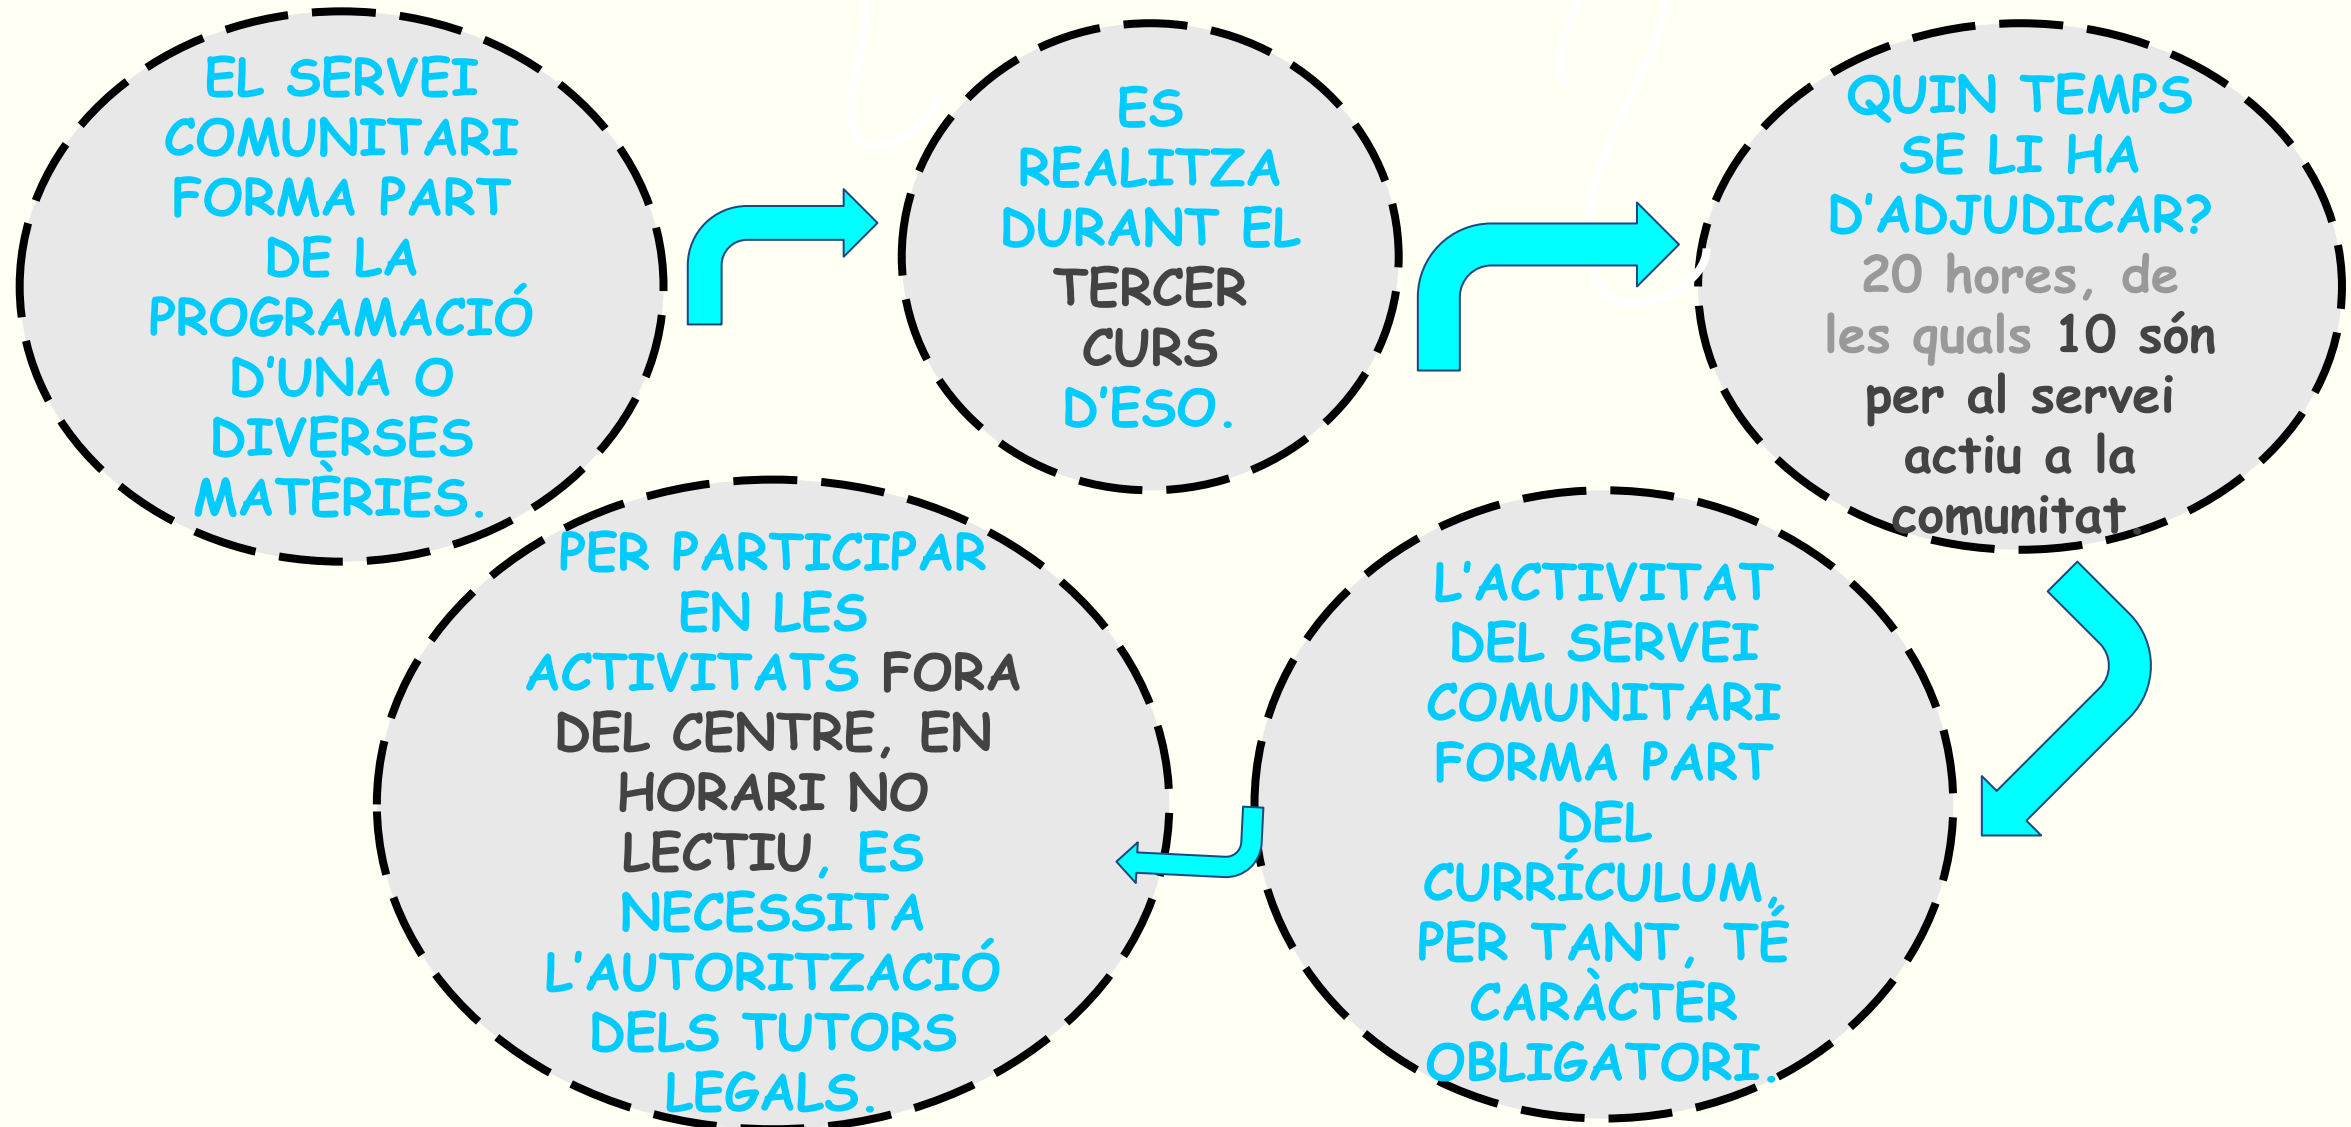 EL SERVEI
COMUNITARI
FORMA PART
DE LA
PROGRAMACIÓ
D'UNA O
DIVERSES
MATÈRIES.
ES
REALITZA
DURANT EL
TERCER
CURS
D'ESO.
QUIN TEMPS
SE LI HA
D'ADJUDICAR?
20 hores, de
les quals 10 són
per al servei
actiu a la
comunitat.
L'ACTIVITAT
DEL SERVEI
COMUNITARI
FORMA PART
DEL
CURRÍCULUM,
PER TANT, TÉ
CARÀCTER
OBLIGATORI.
PER PARTICIPAR
EN LES
ACTIVITATS FORA
DEL CENTRE, EN
HORARI NO
LECTIU, ES
NECESSITA
L'AUTORITZACIÓ
DELS TUTORS
LEGALS.